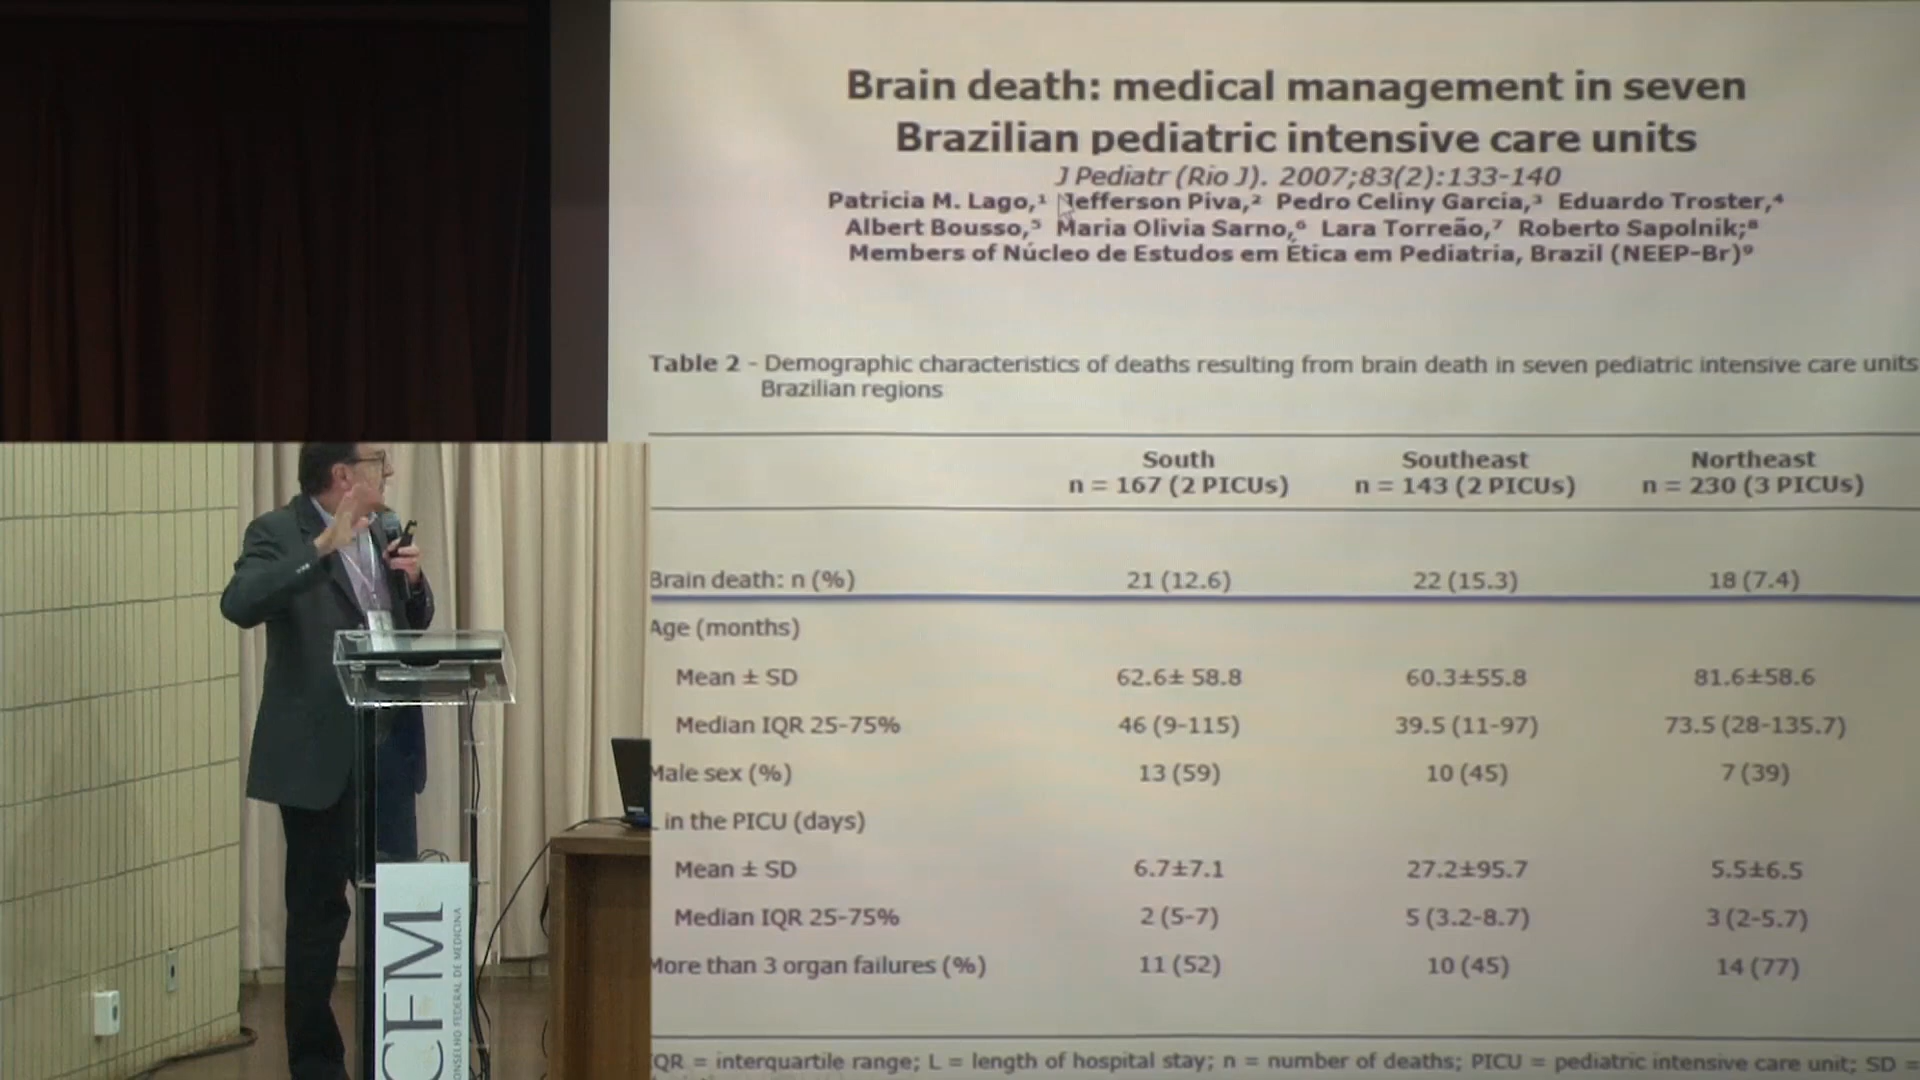 Brain death: medical management in seven
Brazilian pediatric intensive care units
J Pediatr (Rio J). 2007;83(2):133-140
Patricia M. Lago,¹ Jefferson Piva,² Pedro Celiny Garcia,³ Eduardo Troster,⁴
Albert Bousso,⁵ Maria Olivia Sarno,⁶ Lara Torreão,⁷ Roberto Sapolnik;⁸
Members of Núcleo de Estudos em Ética em Pediatria, Brazil (NEEP-Br)⁹
Table 2 - Demographic characteristics of deaths resulting from brain death in seven pediatric intensive care units
Brazilian regions
South Southeast Northeast
n = 167 (2 PICUs) n = 143 (2 PICUs) n = 230 (3 PICUs)
Brain death: n (%) 21 (12.6) 22 (15.3) 18 (7.4)
Age (months)
Mean ± SD 62.6± 58.8 60.3±55.8 81.6±58.6
Median IQR 25-75% 46 (9-115) 39.5 (11-97) 73.5 (28-135.7)
Male sex (%) 13 (59) 10 (45) 7 (39)
L in the PICU (days)
Mean ± SD 6.7±7.1 27.2±95.7 5.5±6.5
Median IQR 25-75% 2 (5-7) 5 (3.2-8.7) 3 (2-5.7)
More than 3 organ failures (%) 11 (52) 10 (45) 14 (77)
IQR = interquartile range; L = length of hospital stay; n = number of deaths; PICU = pediatric intensive care unit; SD =
CFM
CONSELHO FEDERAL DE MEDICINA